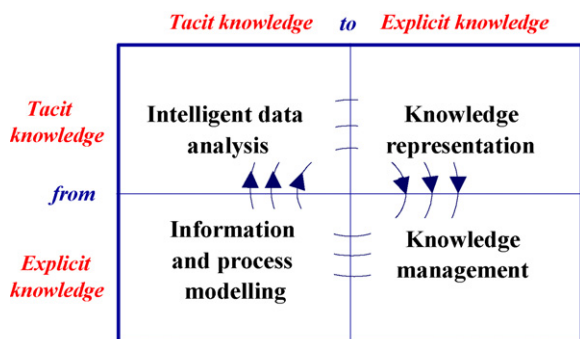 Tacit knowledge to Explicit knowledge
Tacit
knowledge
Intelligent data
analysis
Knowledge
representation
from
Explicit
knowledge
Information
and process
modelling
Knowledge
management